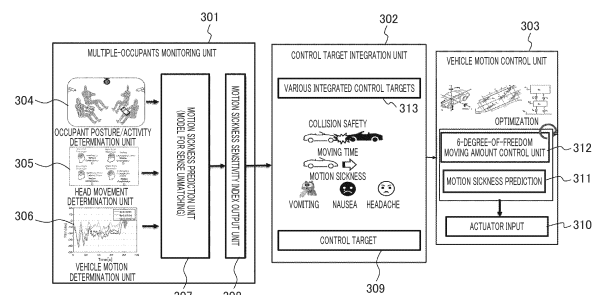 301
302
303
MULTIPLE-OCCUPANTS MONITORING UNIT
304
OCCUPANT POSTURE/ACTIVITY
DETERMINATION UNIT
305
HEAD MOVEMENT
DETERMINATION UNIT
306
Time[s]
VEHICLE MOTION
DETERMINATION UNIT
MOTION SICKNESS PREDICTION UNIT
(MODEL FOR SENSE MISMATCHING)
MOTION SICKNESS SENSITIVITY INDEX OUTPUT UNIT
307
308
CONTROL TARGET INTEGRATION UNIT
VARIOUS INTEGRATED CONTROL TARGETS
313
COLLISION SAFETY
MOVING TIME
MOTION SICKNESS
VOMITING
NAUSEA
HEADACHE
CONTROL TARGET
309
VEHICLE MOTION CONTROL UNIT
OPTIMIZATION
6-DEGREE-OF-FREEDOM
MOVING AMOUNT CONTROL UNIT
312
MOTION SICKNESS PREDICTION
311
ACTUATOR INPUT
310